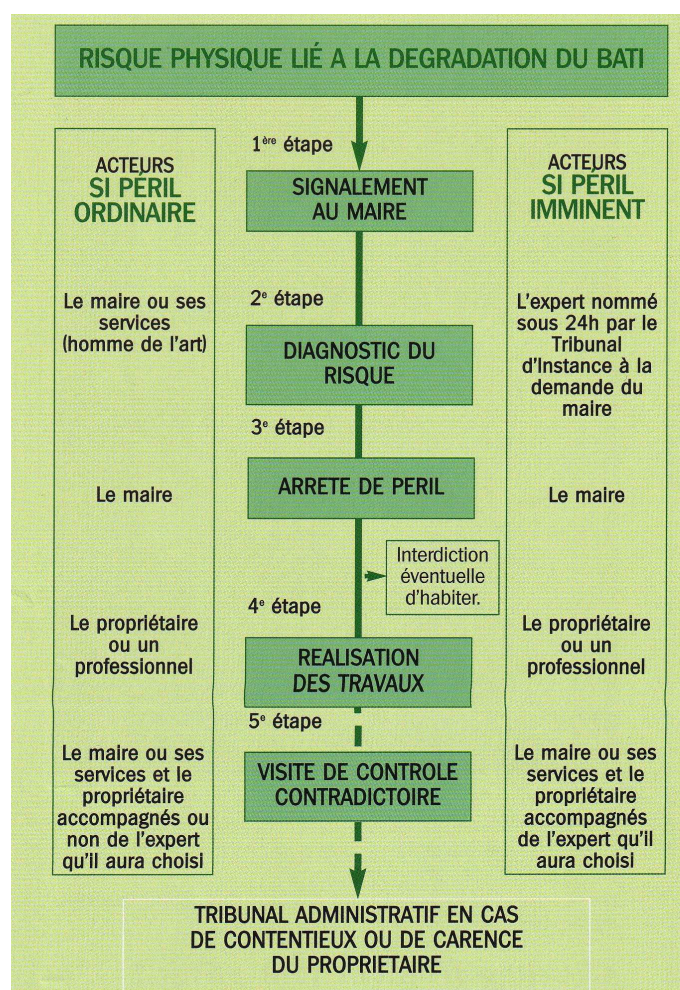 RISQUE PHYSIQUE LIÉ A LA DEGRADATION DU BATI
1ère étape
SIGNALEMENT
AU MAIRE
ACTEURS
SI PÉRIL
ORDINAIRE
ACTEURS
SI PÉRIL
IMMINENT
2e étape
DIAGNOSTIC DU
RISQUE
Le maire ou ses
services
(homme de l'art)
L'expert nommé
sous 24h par le
Tribunal
d'Instance à la
demande du
maire
3e étape
ARRETE DE PERIL
Le maire
Le maire
Interdiction
éventuelle
d'habiter.
4e étape
REALISATION
DES TRAVAUX
Le propriétaire
ou un
professionnel
Le propriétaire
ou un
professionnel
5e étape
VISITE DE CONTROLE
CONTRADICTOIRE
Le maire ou ses
services et le
propriétaire
accompagnés ou
non de l'expert
qu'il aura choisi
Le maire ou ses
services et le
propriétaire
accompagnés
de l'expert qu'il
aura choisi
TRIBUNAL ADMINISTRATIF EN CAS
DE CONTENTIEUX OU DE CARENCE
DU PROPRIETAIRE